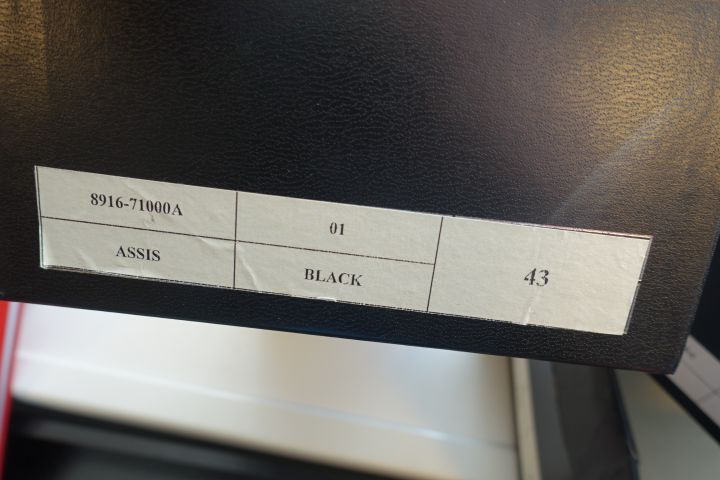 8916-71000A
01
43
ASSIS
BLACK